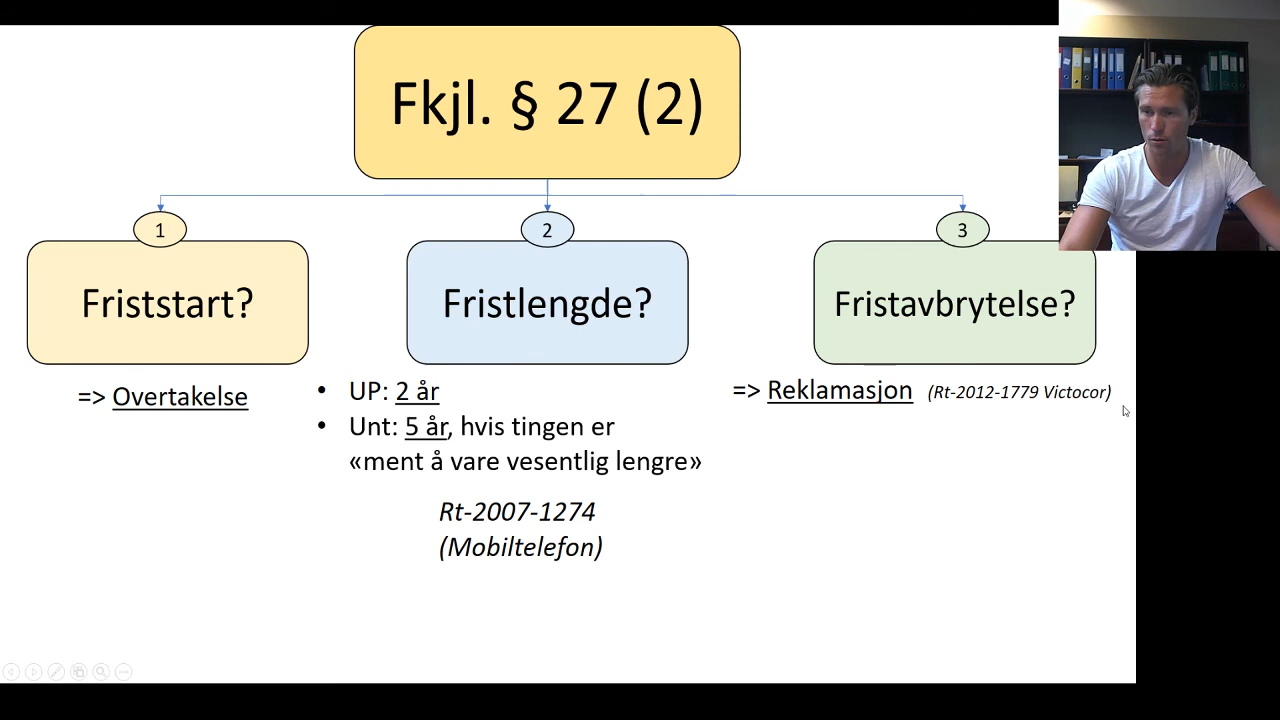 Fkjl. § 27 (2)
1
2
3
Friststart?
Fristlengde?
Fristavbrytelse?
=> Overtakelse
• UP: 2 år
• Unt: 5 år, hvis tingen er
«ment å vare vesentlig lengre»
Rt-2007-1274
(Mobiltelefon)
=> Reklamasjon (Rt-2012-1779 Victocor)